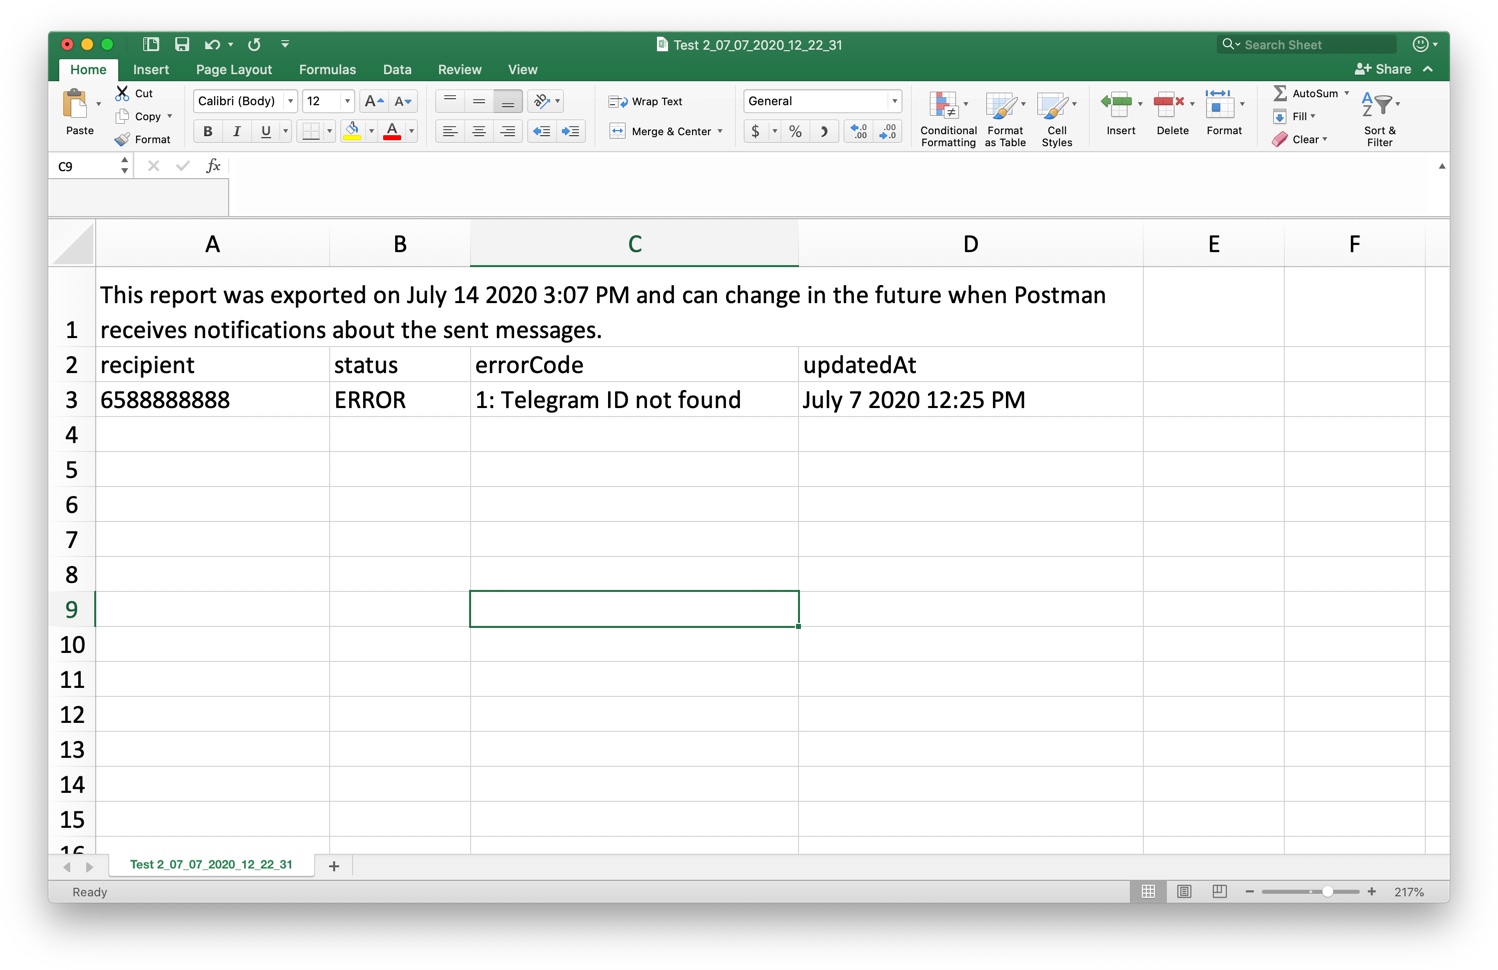 Test 2_07_07_2020_12_22_31
Search Sheet
Home Insert Page Layout Formulas Data Review View
Share
Paste
Cut
Copy
Format
Calibri (Body) 12 A A
B I U A
Wrap Text
Merge & Center
General
$ % )
.0 .00
.00 .0
Conditional Formatting
Format as Table
Cell Styles
Insert
Delete
Format
AutoSum
Fill
Clear
A
Z
Sort & Filter
C9 fx
A B C D E F
1 This report was exported on July 14 2020 3:07 PM and can change in the future when Postman
receives notifications about the sent messages.
2 recipient status errorCode updatedAt
3 6588888888 ERROR 1: Telegram ID not found July 7 2020 12:25 PM
4
5
6
7
8
9
10
11
12
13
14
15
16
Test 2_07_07_2020_12_22_31 +
Ready
217%